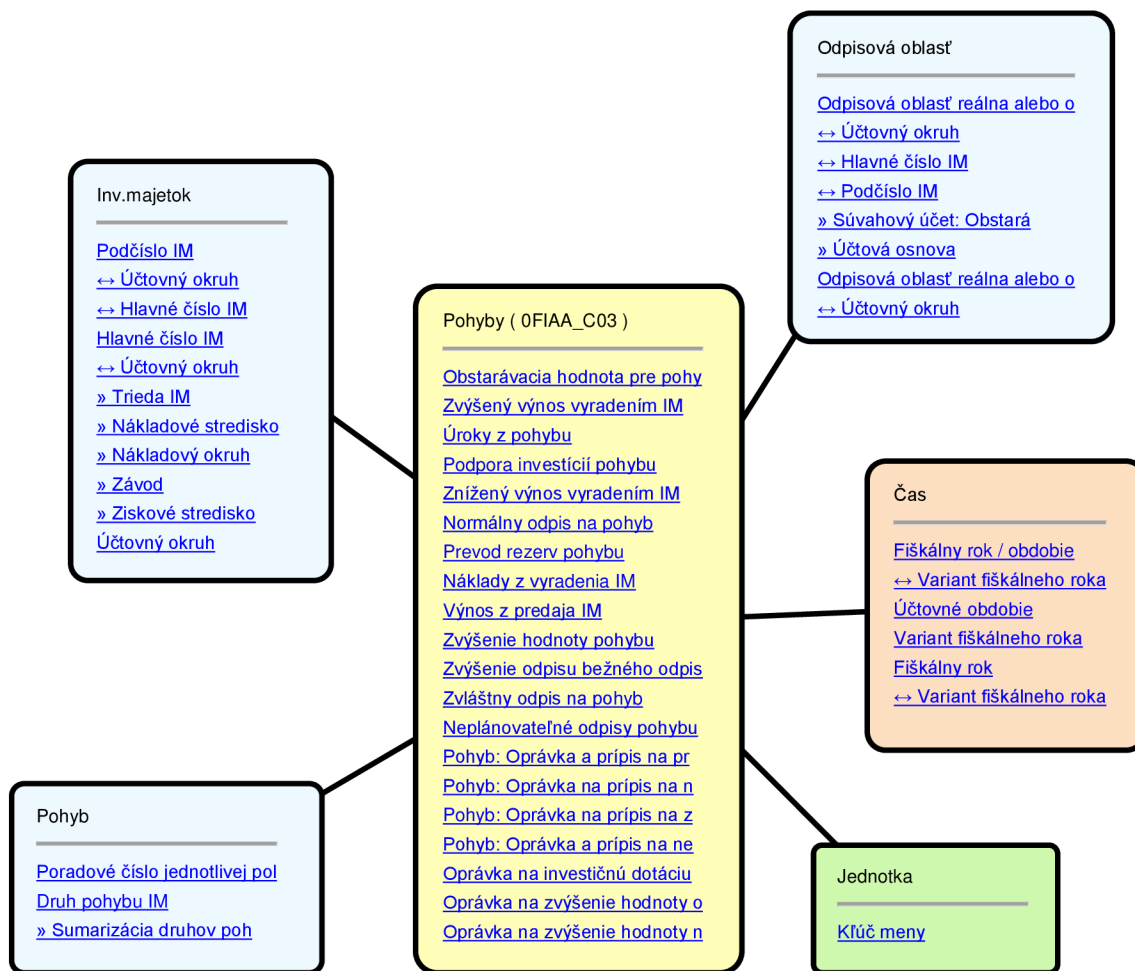 Odpisová oblasť
Odpisová oblasť reálna alebo o
↔ Účtovný okruh
↔ Hlavné číslo IM
↔ Podčíslo IM
» Súvahový účet: Obstará
» Účtová osnova
Odpisová oblasť reálna alebo o
↔ Účtovný okruh
Inv.majetok
Podčíslo IM
↔ Účtovný okruh
↔ Hlavné číslo IM
Hlavné číslo IM
↔ Účtovný okruh
» Trieda IM
» Nákladové stredisko
» Nákladový okruh
» Závod
» Ziskové stredisko
Účtovný okruh
Pohyby ( 0FIAA_C03 )
Obstarávacia hodnota pre pohy
Zvýšený výnos vyradením IM
Úroky z pohybu
Podpora investícií pohybu
Znížený výnos vyradením IM
Normálny odpis na pohyb
Prevod rezerv pohybu
Náklady z vyradenia IM
Výnos z predaja IM
Zvýšenie hodnoty pohybu
Zvýšenie odpisu bežného odpis
Zvláštny odpis na pohyb
Neplánovateľné odpisy pohybu
Pohyb: Oprávka a prípis na pr
Pohyb: Oprávka na prípis na n
Pohyb: Oprávka na prípis na z
Pohyb: Oprávka a prípis na ne
Oprávka na investičnú dotáciu
Oprávka na zvýšenie hodnoty o
Oprávka na zvýšenie hodnoty n
Čas
Fiškálny rok / obdobie
↔ Variant fiškálneho roka
Účtovné obdobie
Variant fiškálneho roka
Fiškálny rok
↔ Variant fiškálneho roka
Pohyb
Poradové číslo jednotlivej pol
Druh pohybu IM
» Sumarizácia druhov poh
Jednotka
Kľúč meny